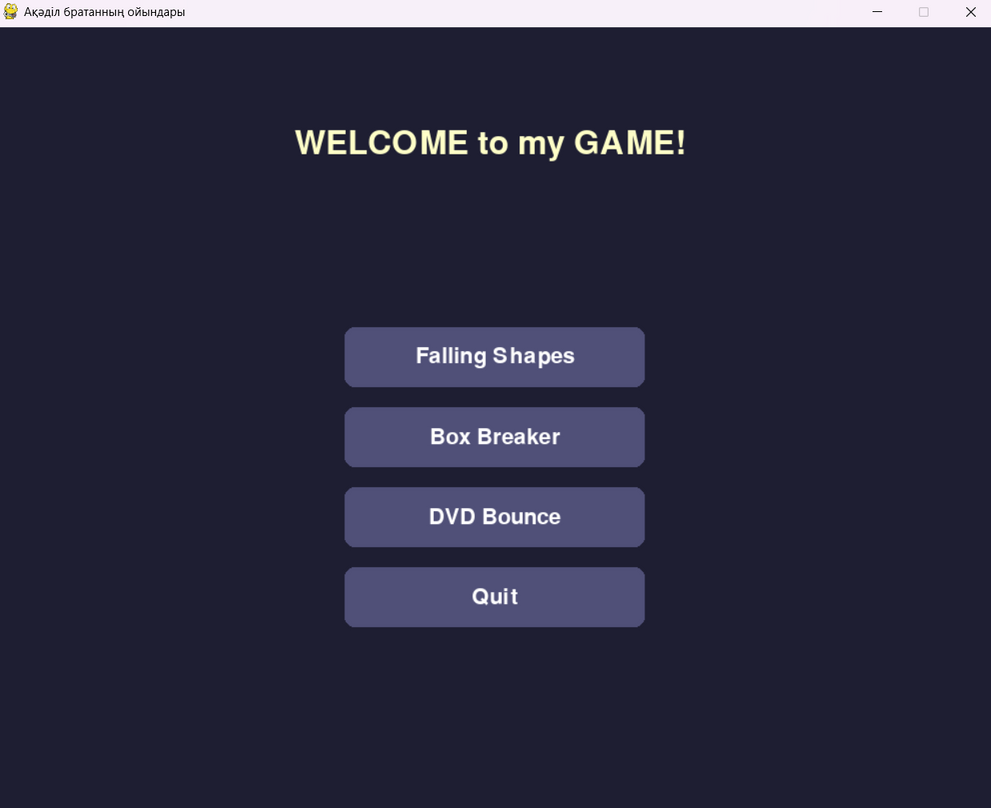 Ақәділ братанның ойындары
WELCOME to my GAME!
Falling Shapes
Box Breaker
DVD Bounce
Quit